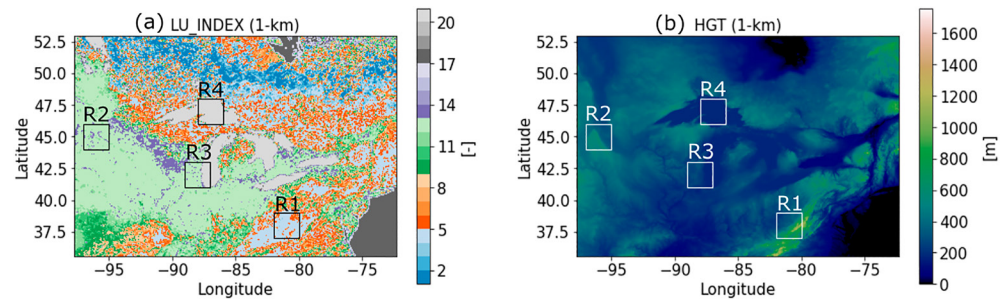 (a) LU_INDEX (1-km)
52.5
50.0
47.5
45.0
42.5
40.0
37.5
Latitude
R4
R2
R3
R1
−95 −90 −85 −80 −75
Longitude
20
17
14
11
8
5
2
[-]
(b) HGT (1-km)
52.5
50.0
47.5
45.0
42.5
40.0
37.5
Latitude
R4
R2
R3
R1
−95 −90 −85 −80 −75
Longitude
1600
1400
1200
1000
800
600
400
200
0
[m]